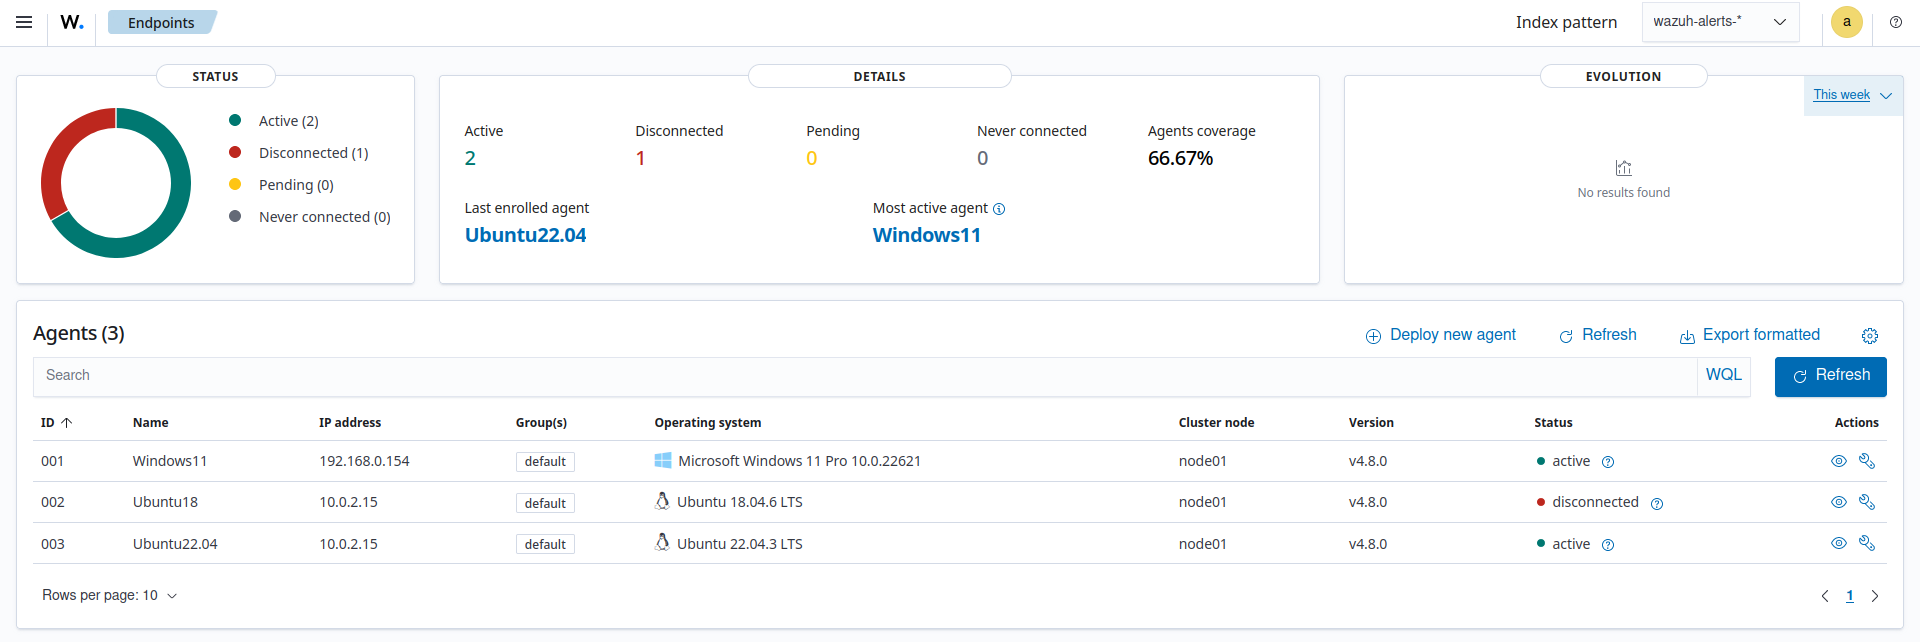 W. Endpoints Index pattern wazuh-alerts-* a
STATUS
Active (2)
Disconnected (1)
Pending (0)
Never connected (0)
DETAILS
Active Disconnected Pending Never connected Agents coverage
2 1 0 0 66.67%
Last enrolled agent Most active agent
Ubuntu22.04 Windows11
EVOLUTION
This week
No results found
Agents (3) Deploy new agent Refresh Export formatted
Search WQL Refresh
ID Name IP address Group(s) Operating system Cluster node Version Status Actions
001 Windows11 192.168.0.154 default Microsoft Windows 11 Pro 10.0.22621 node01 v4.8.0 active
002 Ubuntu18 10.0.2.15 default Ubuntu 18.04.6 LTS node01 v4.8.0 disconnected
003 Ubuntu22.04 10.0.2.15 default Ubuntu 22.04.3 LTS node01 v4.8.0 active
Rows per page: 10 1